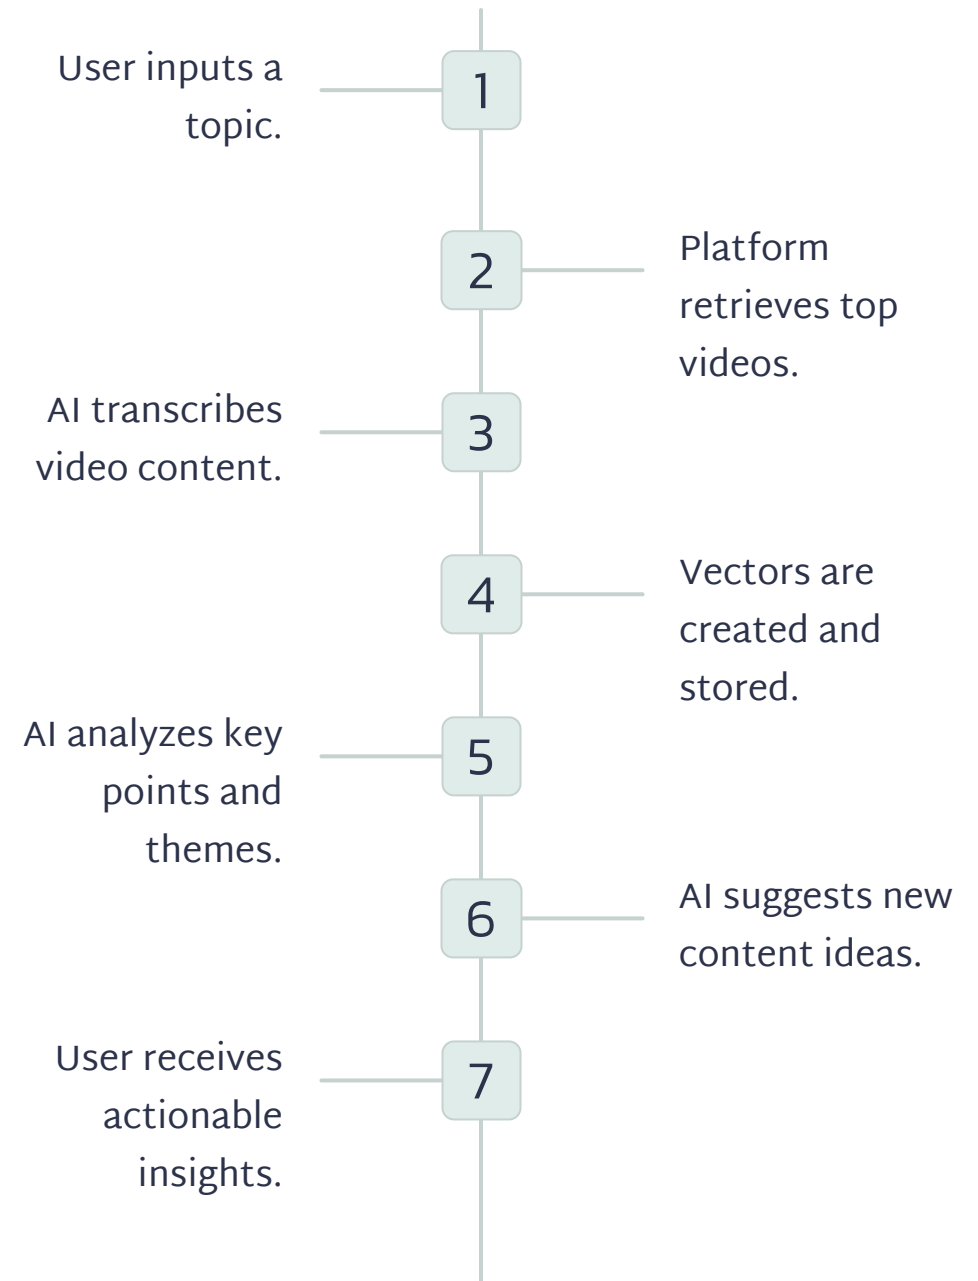 User inputs a
topic.
1
2
Platform
retrieves top
videos.
AI transcribes
video content.
3
4
Vectors are
created and
stored.
AI analyzes key
points and
themes.
5
6
AI suggests new
content ideas.
User receives
actionable
insights.
7